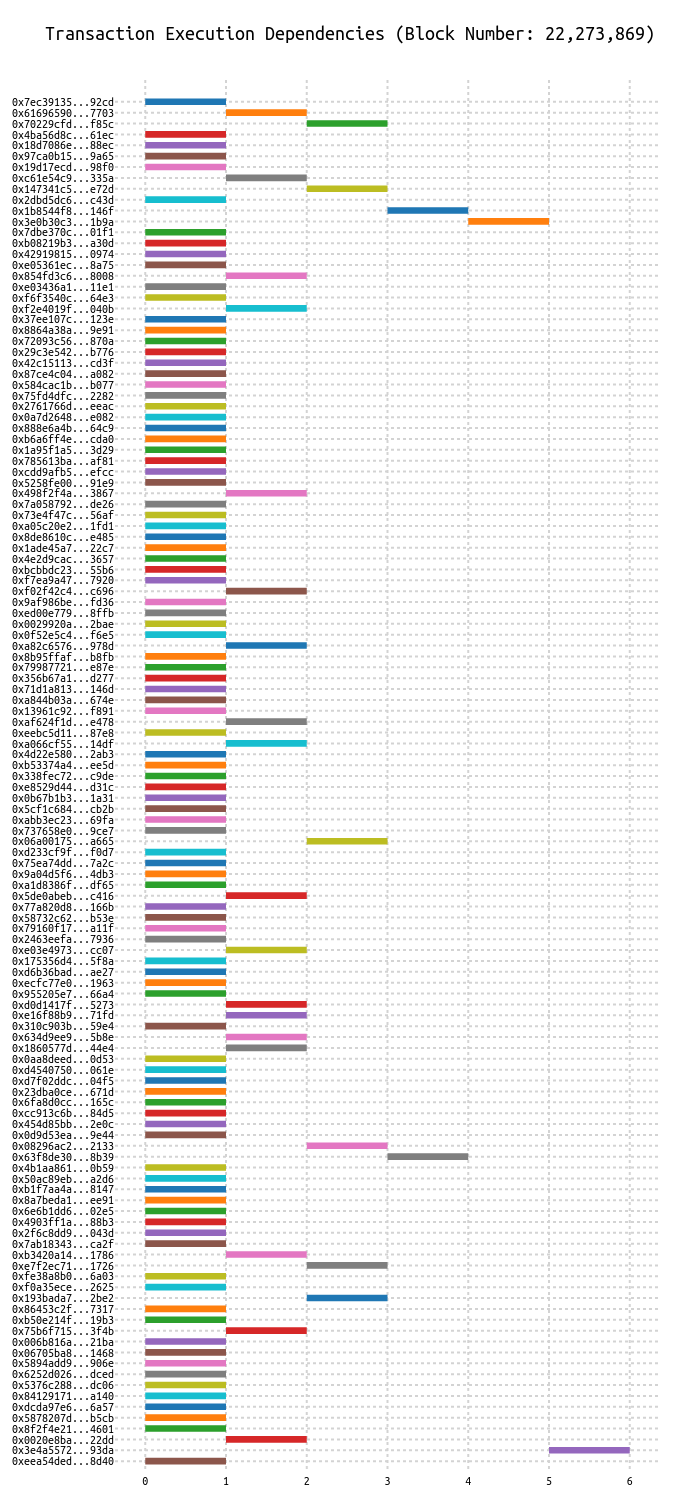 Transaction Execution Dependencies (Block Number: 22,273,869)
0x7ec39135...92cd
0x61696590...7703
0x70229cfd...f85c
0x4ba56d8c...61ec
0x18d7086e...88ec
0x97ca0b15...9a65
0x19d17ecd...98f0
0xc61e54c9...335a
0x147341c5...e72d
0x2dbd5dc6...c43d
0x1b8544f8...146f
0x3e0b30c3...1b9a
0x7dbe370c...01f1
0xb08219b3...a30d
0x42919815...0974
0xe05361ec...8a75
0x854fd3c6...8008
0xe03436a1...11e1
0xf6f3540c...64e3
0xf2e4019f...040b
0x37ee107c...123e
0x8864a38a...9e91
0x72093c56...870a
0x29c3e542...b776
0x42c15113...cd3f
0x87ce4c04...a082
0x584cac1b...b077
0x75fd4dfc...2282
0x2761766d...eeac
0x0a7d2648...e082
0x888e6a4b...64c9
0xb6a6ff4e...cda0
0x1a95f1a5...3d29
0x785613ba...af81
0xcdd9afb5...efcc
0x5258fe00...91e9
0x498f2f4a...3867
0x7a058792...de26
0x73e4f47c...56af
0xa05c20e2...1fd1
0x8de8610c...e485
0x1ade45a7...22c7
0x4e2d9cac...3657
0xbcbbdc23...55b6
0xf7ea9a47...7920
0xf02f42c4...c696
0x9af986be...fd36
0xed00e779...8ffb
0x0029920a...2bae
0x0f52e5c4...f6e5
0xa82c6576...978d
0x8b95ffaf...b8fb
0x79987721...e87e
0x356b67a1...d277
0x71d1a813...146d
0xa844b03a...674e
0x13961c92...f891
0xaf624f1d...e478
0xeebc5d11...87e8
0xa066cf55...14df
0x4d22e580...2ab3
0xb53374a4...ee5d
0x338fec72...c9de
0xe8529d44...d31c
0x0b67b1b3...1a31
0x5cf1c684...cb2b
0xabb3ec23...69fa
0x737658e0...9ce7
0x06a00175...a665
0xd233cf9f...f0d7
0x75ea74dd...7a2c
0x9a04d5f6...4db3
0xa1d8386f...df65
0x5de0abeb...c416
0x77a820d8...166b
0x58732c62...b53e
0x79160f17...a11f
0x2463eefa...7936
0xe03e4973...cc07
0x175356d4...5f8a
0xd6b36bad...ae27
0xecfc77e0...1963
0x955205e7...66a4
0xd0d1417f...5273
0xe16f88b9...71fd
0x310c903b...59e4
0x634d9ee9...5b8e
0x1860577d...44e4
0x0aa8deed...0d53
0xd4540750...061e
0xd7f02ddc...04f5
0x23dba0ce...671d
0x6fa8d0cc...165c
0xcc913c6b...84d5
0x454d85bb...2e0c
0x0d9d53ea...9e44
0x08296ac2...2133
0x63f8de30...8b39
0x4b1aa861...0b59
0x50ac89eb...a2d6
0xb1f7aa4a...8147
0x8a7beda1...ee91
0x6e6b1dd6...02e5
0x4903ff1a...88b3
0x2f6c8dd9...043d
0x7ab18343...ca2f
0xb3420a14...1786
0xe7f2ec71...1726
0xfe38a8b0...6a03
0xf0a35ece...2625
0x193bada7...2be2
0x86453c2f...7317
0xb50e214f...19b3
0x75b6f715...3f4b
0x006b816a...21ba
0x06705ba8...1468
0x5894add9...906e
0x6252d026...dced
0x5376c288...dc06
0x84129171...a140
0xdcda97e6...6a57
0x5878207d...b5cb
0x8f2f4e21...4601
0x0020e8ba...22dd
0x3e4a5572...93da
0xeea54ded...8d40
0 1 2 3 4 5 6